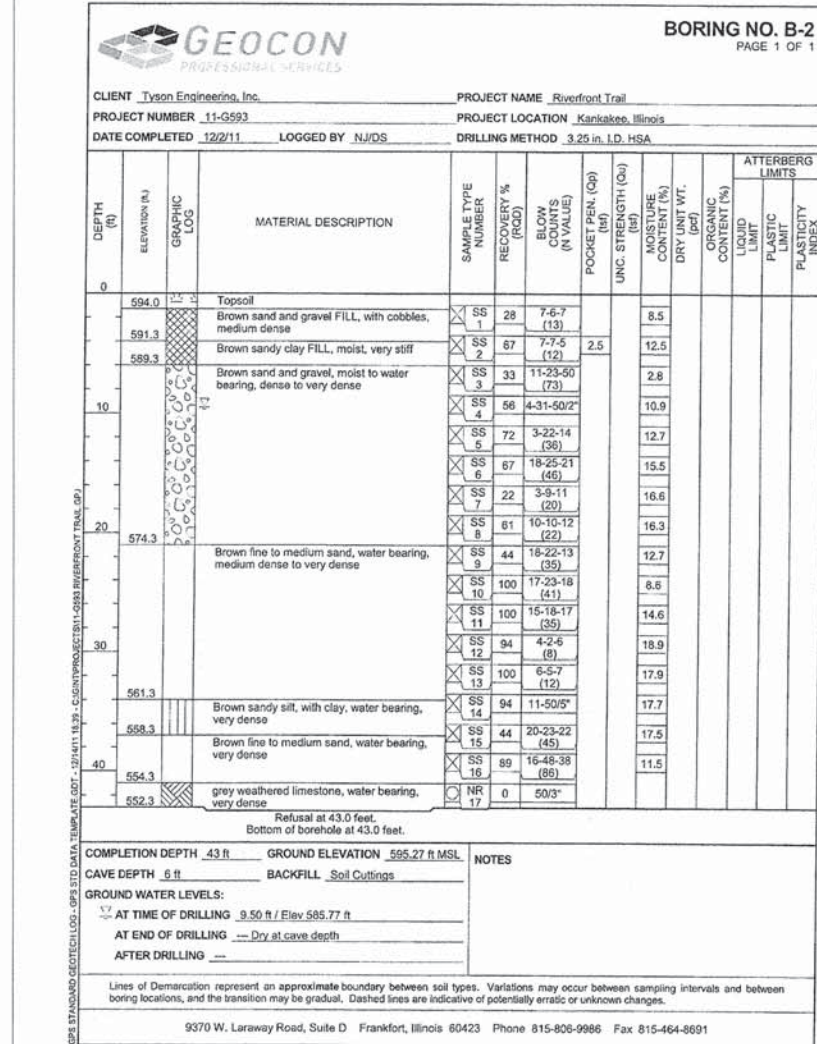 GEOCON
PROFESSIONAL SERVICES
BORING NO. B-2
PAGE 1 OF 1
CLIENT Tyson Engineering, Inc.
PROJECT NAME Riverfront Trail
PROJECT NUMBER 11-G593
PROJECT LOCATION Kankakee, Illinois
DATE COMPLETED 12/2/11 LOGGED BY NJ/DS
DRILLING METHOD 3.25 in. I.D. HSA
DEPTH (ft)
ELEVATION (ft.)
GRAPHIC LOG
MATERIAL DESCRIPTION
SAMPLE TYPE NUMBER
RECOVERY % (RQD)
BLOW COUNTS (N VALUE)
POCKET PEN. (Qp) (tsf)
UNC. STRENGTH (Qu) (tsf)
MOISTURE CONTENT (%)
DRY UNIT WT. (pcf)
ORGANIC CONTENT (%)
ATTERBERG LIMITS
LIQUID LIMIT
PLASTIC LIMIT
PLASTICITY INDEX
0
594.0 Topsoil
Brown sand and gravel FILL, with cobbles,
medium dense
SS 1 28 7-6-7 (13) 8.5
591.3
Brown sandy clay FILL, moist, very stiff
SS 2 67 7-7-5 (12) 2.5 12.5
589.3
Brown sand and gravel, moist to water
bearing, dense to very dense
SS 3 33 11-23-50 (73) 2.8
10
SS 4 56 4-31-50/2" 10.9
SS 5 72 3-22-14 (36) 12.7
SS 6 67 18-25-21 (46) 15.5
SS 7 22 3-9-11 (20) 16.6
20
SS 8 61 10-10-12 (22) 16.3
574.3
Brown fine to medium sand, water bearing,
medium dense to very dense
SS 9 44 18-22-13 (35) 12.7
SS 10 100 17-23-18 (41) 8.6
SS 11 100 15-18-17 (35) 14.6
30
SS 12 94 4-2-6 (8) 18.9
SS 13 100 6-5-7 (12) 17.9
561.3
Brown sandy silt, with clay, water bearing,
very dense
SS 14 94 11-50/5" 17.7
558.3
Brown fine to medium sand, water bearing,
very dense
SS 15 44 20-23-22 (45) 17.5
40
SS 16 89 16-48-38 (86) 11.5
554.3
grey weathered limestone, water bearing,
very dense
NR 17 0 50/3"
552.3
Refusal at 43.0 feet.
Bottom of borehole at 43.0 feet.
COMPLETION DEPTH 43 ft GROUND ELEVATION 595.27 ft MSL
NOTES
CAVE DEPTH 6 ft BACKFILL Soil Cuttings
GROUND WATER LEVELS:
AT TIME OF DRILLING 9.50 ft / Elev 585.77 ft
AT END OF DRILLING --- Dry at cave depth
AFTER DRILLING ---
Lines of Demarcation represent an approximate boundary between soil types. Variations may occur between sampling intervals and between
boring locations, and the transition may be gradual. Dashed lines are indicative of potentially erratic or unknown changes.
9370 W. Laraway Road, Suite D Frankfort, Illinois 60423 Phone 815-806-9986 Fax 815-464-8691
GPS STANDARD GEOTECH LOG - GPS STD DATA TEMPLATE.GDT - 12/14/11 18:39 - C:\GINT\PROJECTS\11-G593 RIVERFRONT TRAIL.GPJ